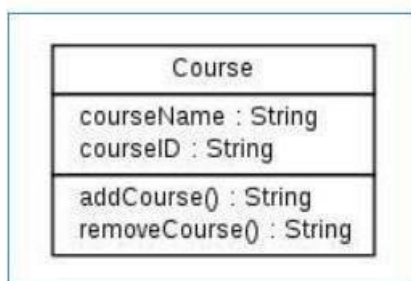 Course
courseName : String
courseID : String
addCourse() : String
removeCourse() : String